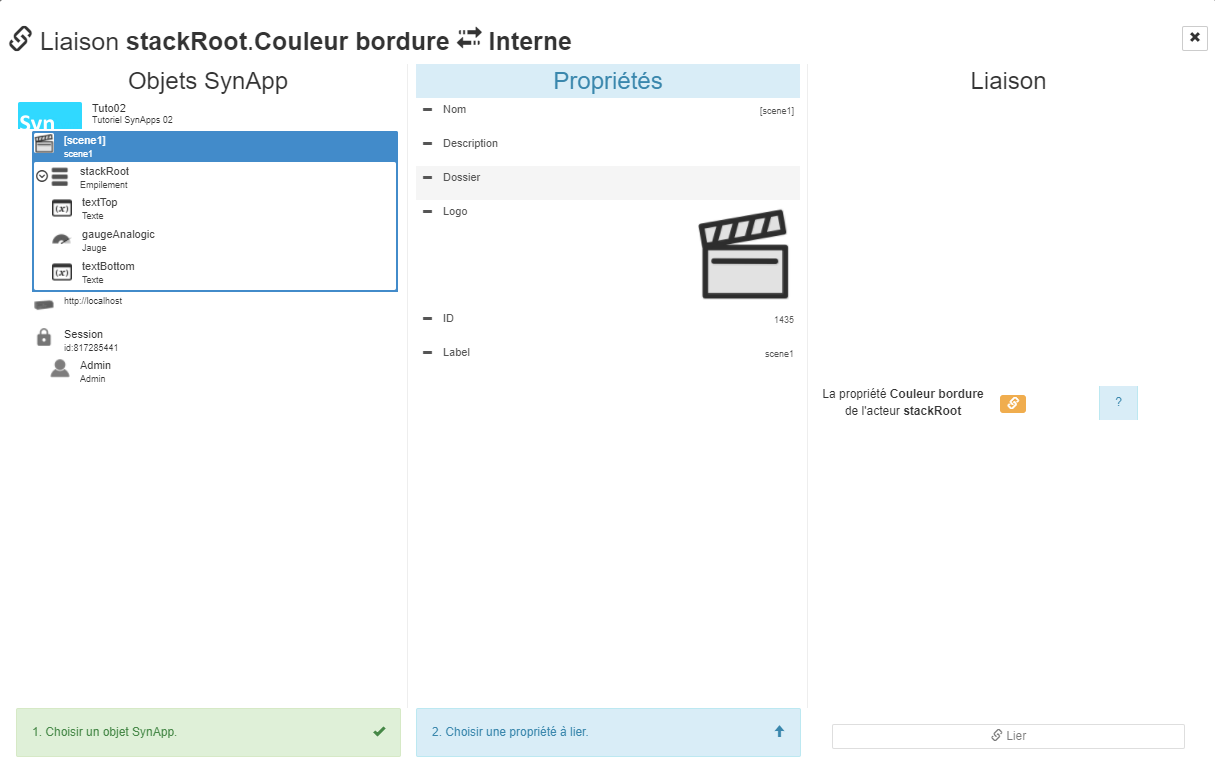 Liaison stackRoot.Couleur bordure Interne
Objets SynApp
Syn
Tuto02
Tutoriel SynApps 02
[scene1]
scene1
stackRoot
Empilement
(x)
textTop
Texte
gaugeAnalogic
Jauge
(x)
textBottom
Texte
http://localhost
Session
id:817285441
Admin
Admin
1. Choisir un objet SynApp.
Propriétés
Nom [scene1]
Description
Dossier
Logo
ID 1435
Label scene1
2. Choisir une propriété à lier.
Liaison
La propriété Couleur bordure
de l'acteur stackRoot
?
Lier